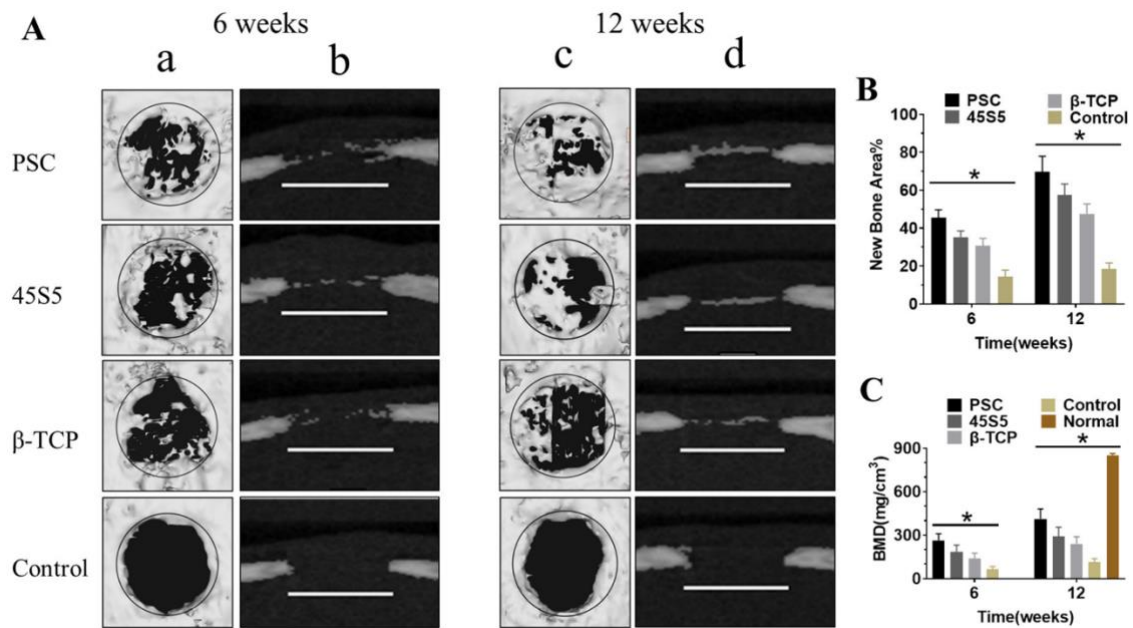 A
6 weeks
12 weeks
a
b
c
d
PSC
45S5
β-TCP
Control
B
PSC
β-TCP
45S5
Control
New Bone Area%
100
80
60
40
20
0
*
*
6
12
Time(weeks)
C
PSC
Control
45S5
Normal
β-TCP
BMD(mg/cm³)
900
600
300
0
*
*
6
12
Time(weeks)